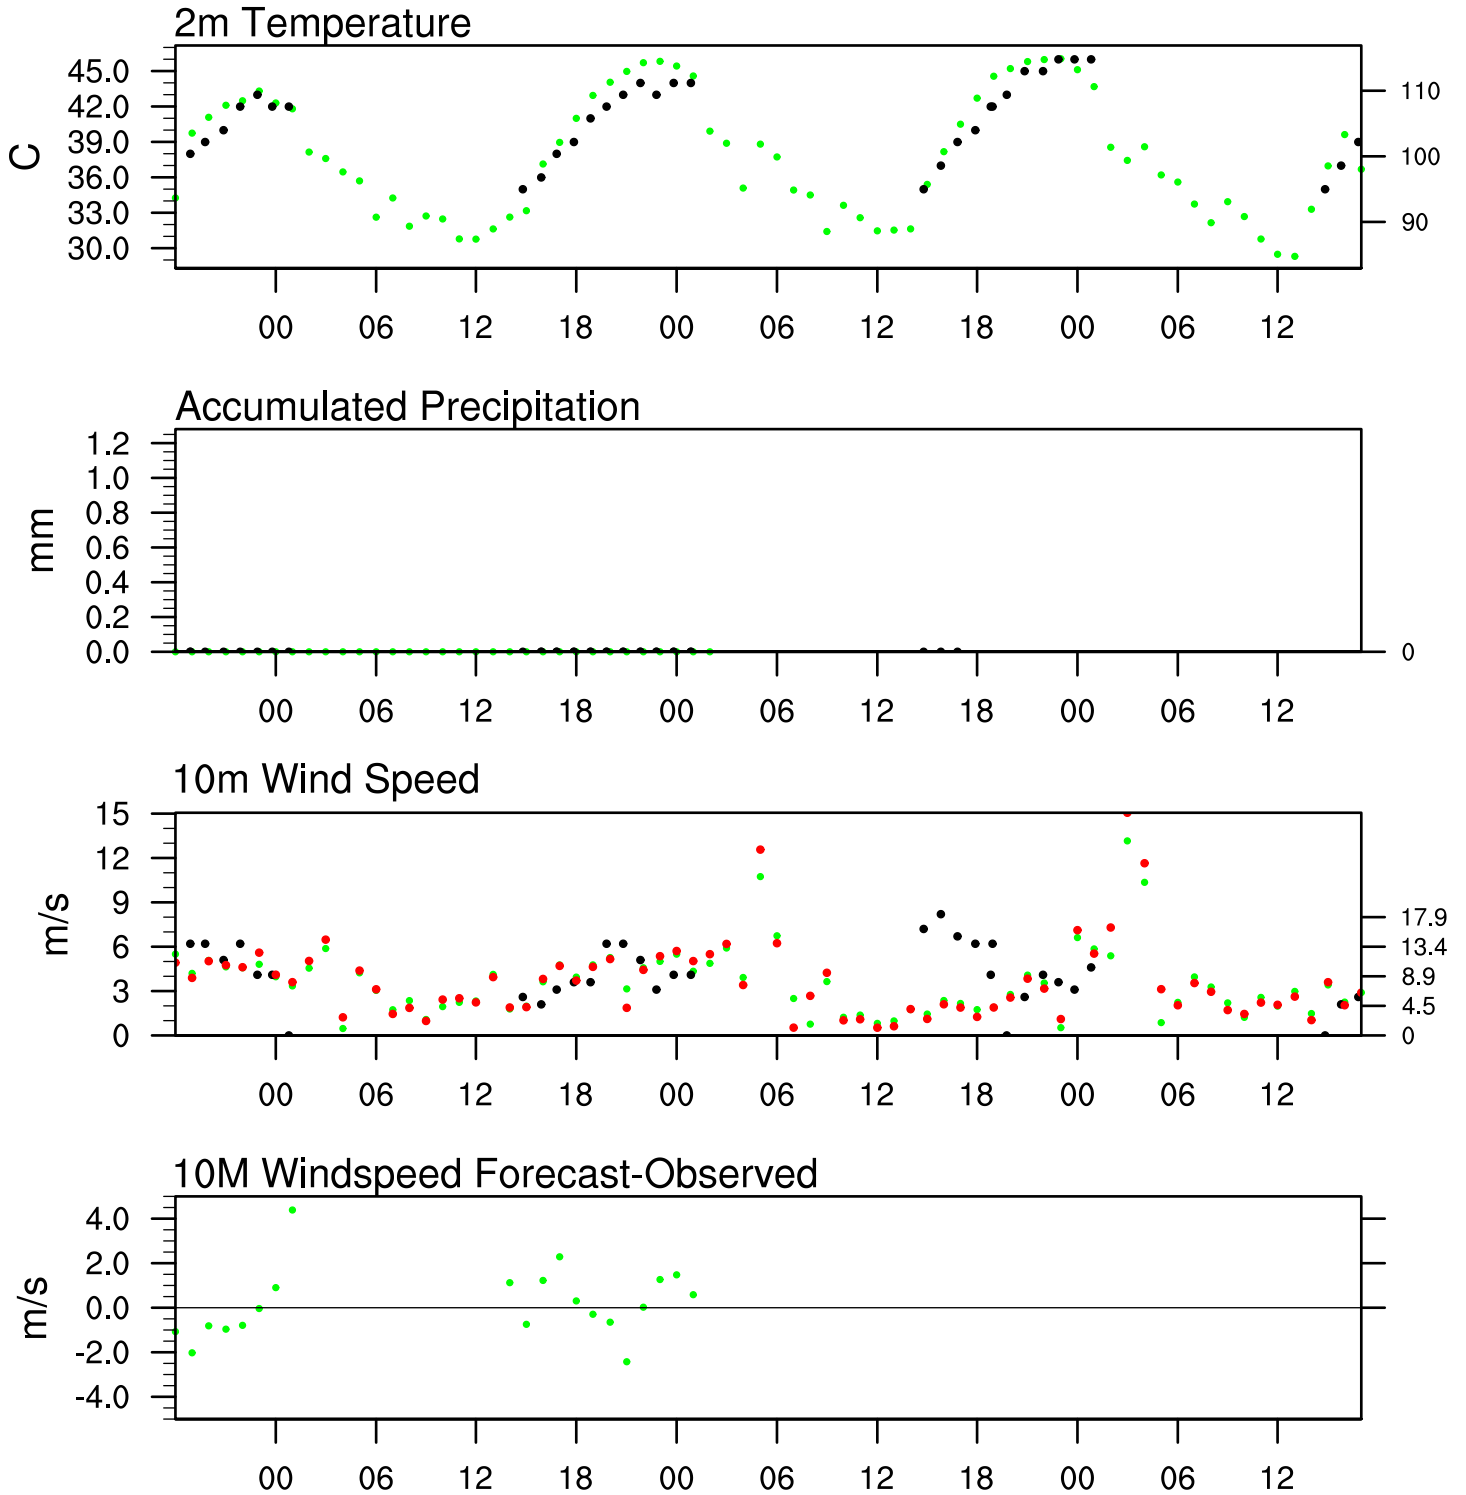 2m Temperature
45.0
42.0
39.0
36.0
33.0
30.0
C
110
100
90
00 06 12 18 00 06 12 18 00 06 12
Accumulated Precipitation
1.2
1.0
0.8
0.6
0.4
0.2
0.0
mm
0
00 06 12 18 00 06 12 18 00 06 12
10m Wind Speed
15
12
9
6
3
0
m/s
17.9
13.4
8.9
4.5
0
00 06 12 18 00 06 12 18 00 06 12
10M Windspeed Forecast-Observed
4.0
2.0
0.0
-2.0
-4.0
m/s
00 06 12 18 00 06 12 18 00 06 12